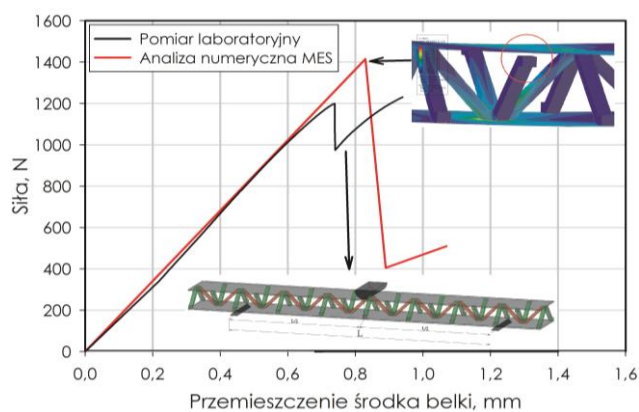 1600
1400
1200
1000
800
600
400
200
0
Siła, N
Pomiar laboratoryjny
Analiza numeryczna MES
L
0,0 0,2 0,4 0,6 0,8 1,0 1,2 1,4 1,6
Przemieszczenie środka belki, mm